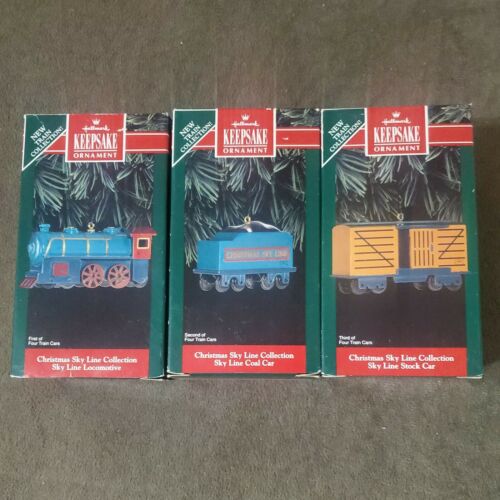 NEW
TRAIN
COLLECTION!
Hallmark
KEEPSAKE
ORNAMENT
First of
Four Train Cars
Christmas Sky Line Collection
Sky Line Locomotive
NEW
TRAIN
COLLECTION!
Hallmark
KEEPSAKE
ORNAMENT
CHRISTMAS SKY LINE
Second of
Four Train Cars
Christmas Sky Line Collection
Sky Line Coal Car
NEW
TRAIN
COLLECTION!
Hallmark
KEEPSAKE
ORNAMENT
Third of
Four Train Cars
Christmas Sky Line Collection
Sky Line Stock Car